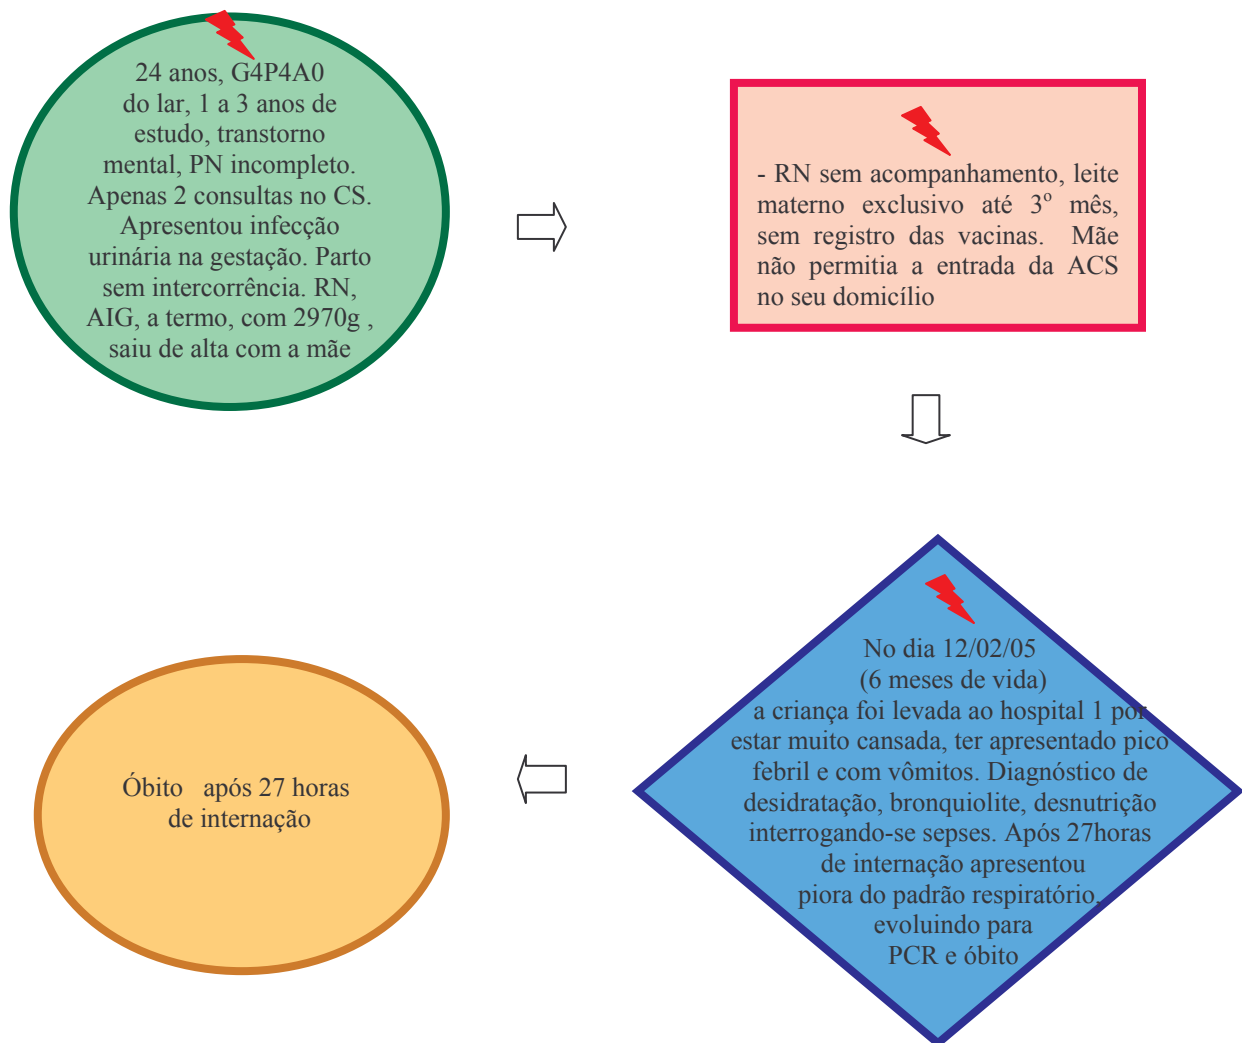 24 anos, G4P4A0
do lar, 1 a 3 anos de
estudo, transtorno
mental, PN incompleto.
Apenas 2 consultas no CS.
Apresentou infecção
urinária na gestação. Parto
sem intercorrência. RN,
AIG, a termo, com 2970g ,
saiu de alta com a mãe
- RN sem acompanhamento, leite
materno exclusivo até 3º mês,
sem registro das vacinas. Mãe
não permitia a entrada da ACS
no seu domicílio
No dia 12/02/05
(6 meses de vida)
a criança foi levada ao hospital 1 por
estar muito cansada, ter apresentado pico
febril e com vômitos. Diagnóstico de
desidratação, bronquiolite, desnutrição
interrogando-se sepses. Após 27horas
de internação apresentou
piora do padrão respiratório,
evoluindo para
PCR e óbito
Óbito após 27 horas
de internação